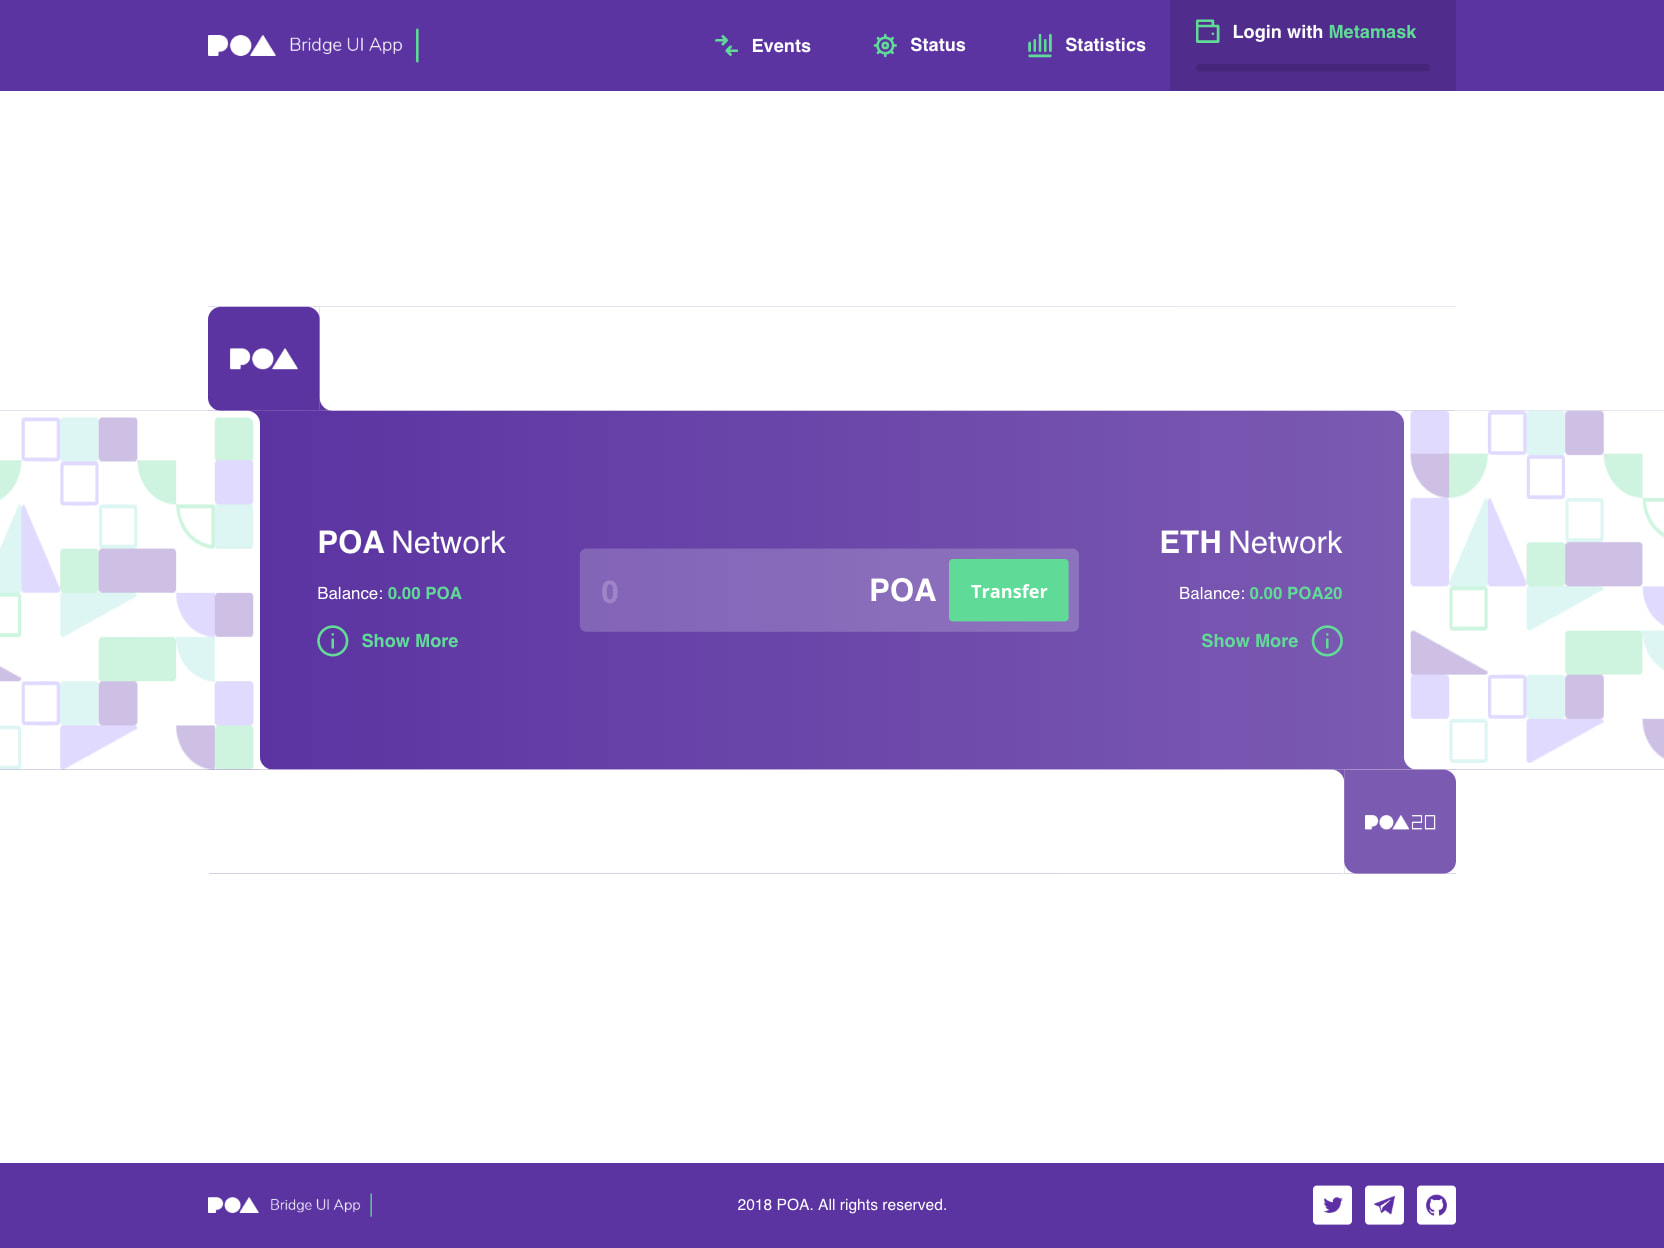 POA Bridge UI App
Events
Status
Statistics
Login with Metamask
POA
POA Network
Balance: 0.00 POA
Show More
0
POA
Transfer
ETH Network
Balance: 0.00 POA20
Show More
POA20
POA Bridge UI App
2018 POA. All rights reserved.